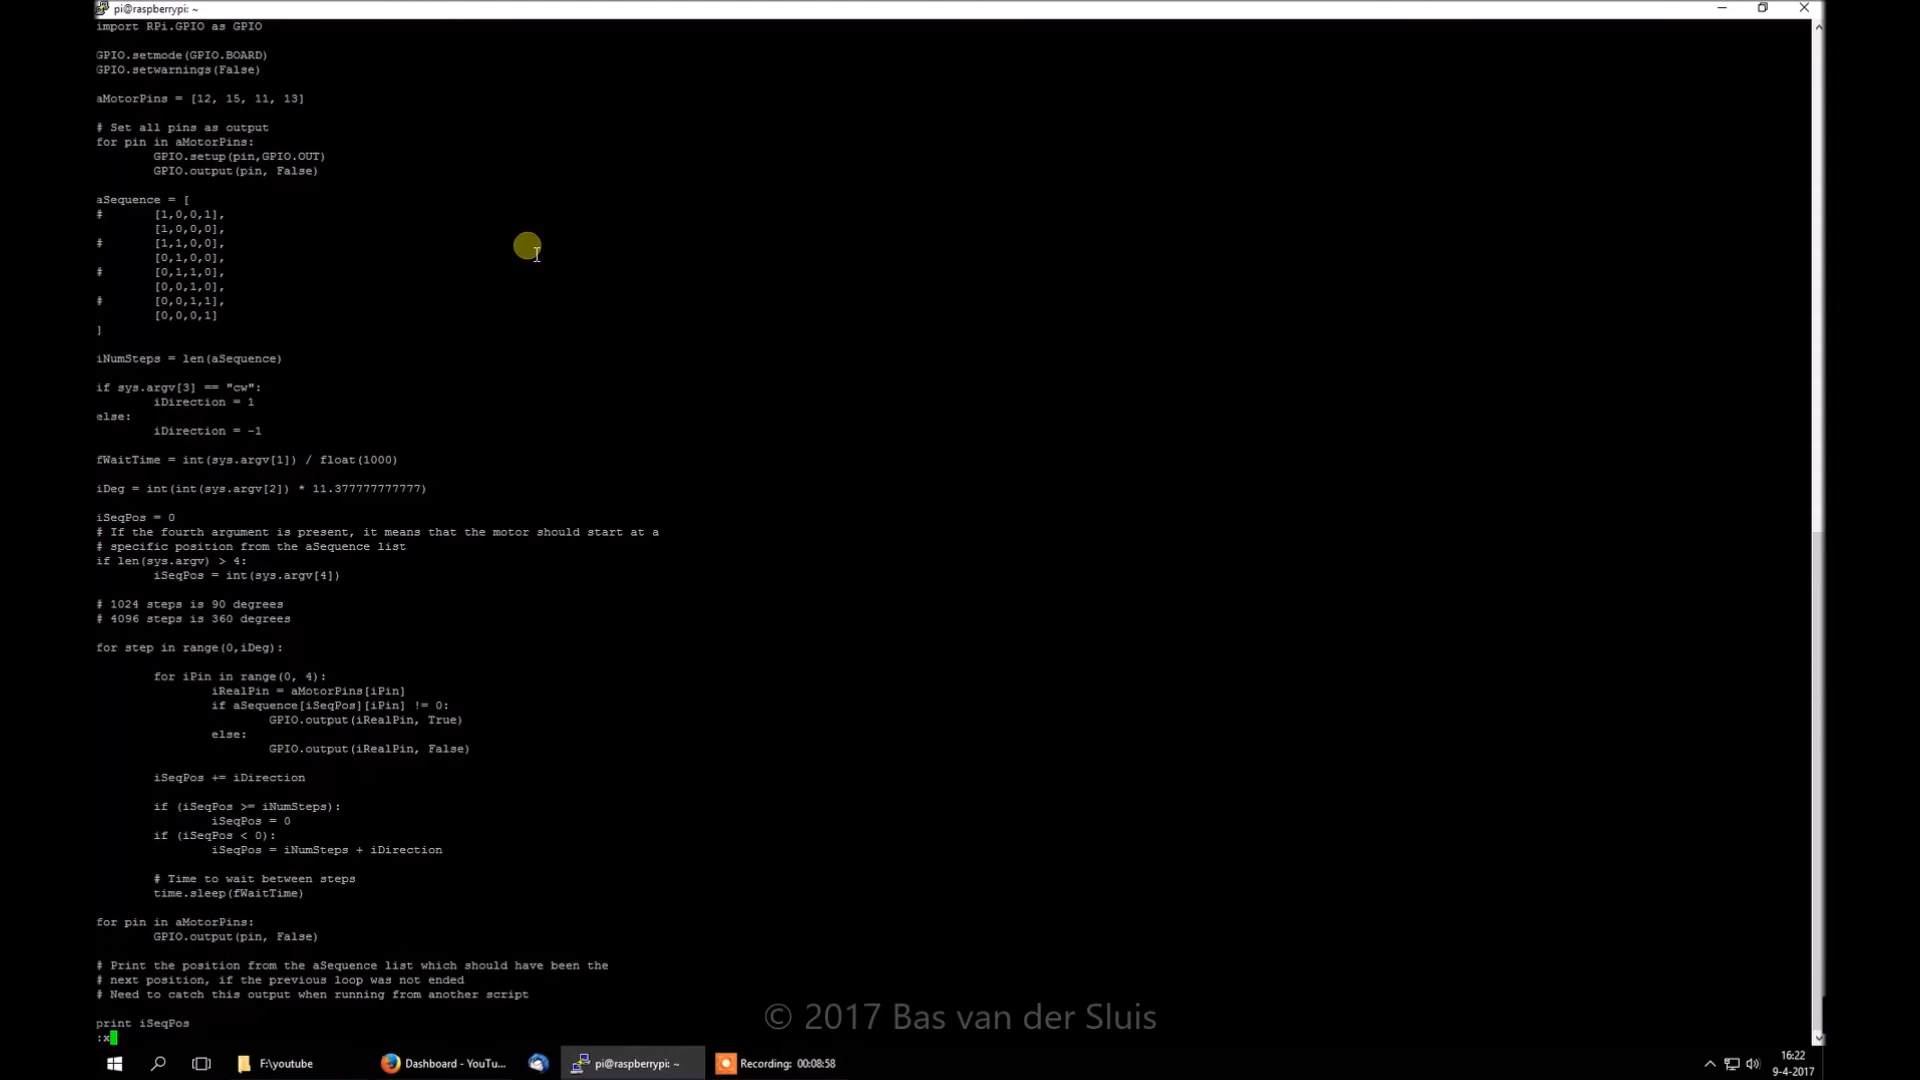 pi@raspberrypi: ~
import RPi.GPIO as GPIO
GPIO.setmode(GPIO.BOARD)
GPIO.setwarnings(False)
aMotorPins = [12, 15, 11, 13]
# Set all pins as output
for pin in aMotorPins:
GPIO.setup(pin,GPIO.OUT)
GPIO.output(pin, False)
aSequence = [
# [1,0,0,1],
[1,0,0,0],
# [1,1,0,0],
[0,1,0,0],
# [0,1,1,0],
[0,0,1,0],
# [0,0,1,1],
[0,0,0,1]
]
iNumSteps = len(aSequence)
if sys.argv[3] == "cw":
iDirection = 1
else:
iDirection = -1
fWaitTime = int(sys.argv[1]) / float(1000)
iDeg = int(int(sys.argv[2]) * 11.377777777777)
iSeqPos = 0
# If the fourth argument is present, it means that the motor should start at a
# specific position from the aSequence list
if len(sys.argv) > 4:
iSeqPos = int(sys.argv[4])
# 1024 steps is 90 degrees
# 4096 steps is 360 degrees
for step in range(0,iDeg):
for iPin in range(0, 4):
iRealPin = aMotorPins[iPin]
if aSequence[iSeqPos][iPin] != 0:
GPIO.output(iRealPin, True)
else:
GPIO.output(iRealPin, False)
iSeqPos += iDirection
if (iSeqPos >= iNumSteps):
iSeqPos = 0
if (iSeqPos < 0):
iSeqPos = iNumSteps + iDirection
# Time to wait between steps
time.sleep(fWaitTime)
for pin in aMotorPins:
GPIO.output(pin, False)
# Print the position from the aSequence list which should have been the
# next position, if the previous loop was not ended
# Need to catch this output when running from another script
print iSeqPos
:x
© 2017 Bas van der Sluis
F:\youtube
Dashboard - YouTu...
pi@raspberrypi: ~
Recording: 00:08:58
16:22
9-4-2017